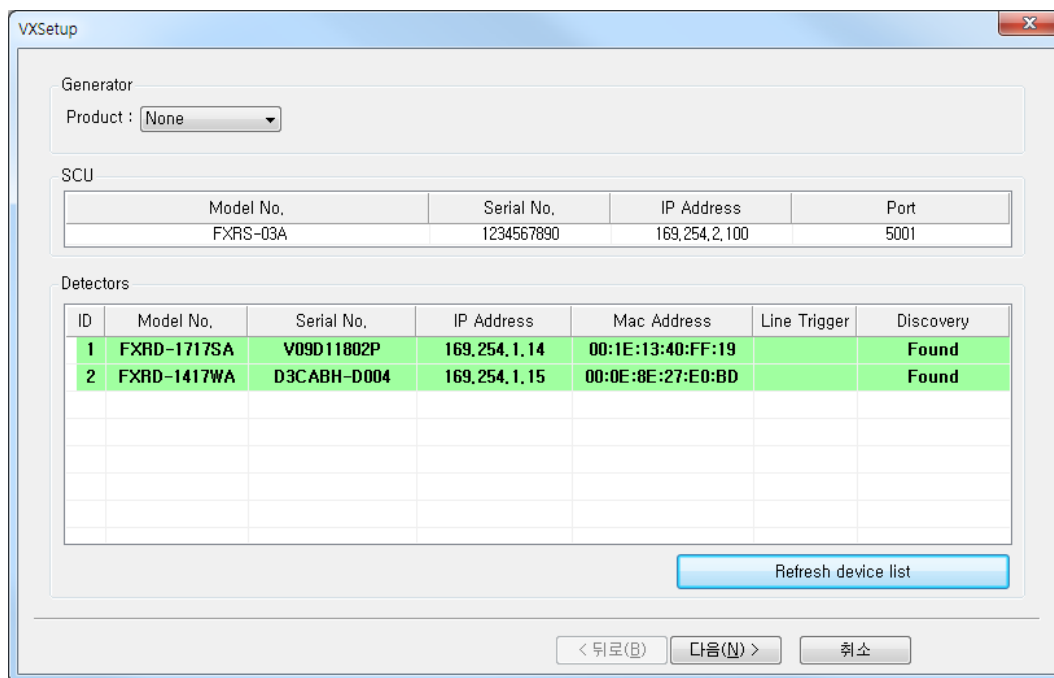 VXSetup
Generator
Product : None
SCU
Model No. Serial No. IP Address Port
FXRS-03A 1234567890 169.254.2.100 5001
Detectors
ID Model No. Serial No. IP Address Mac Address Line Trigger Discovery
1 FXRD-1717SA V09D11802P 169.254.1.14 00:1E:13:40:FF:19 Found
2 FXRD-1417WA D3CABH-D004 169.254.1.15 00:0E:8E:27:E0:BD Found
Refresh device list
< 뒤로(B) 다음(N) > 취소